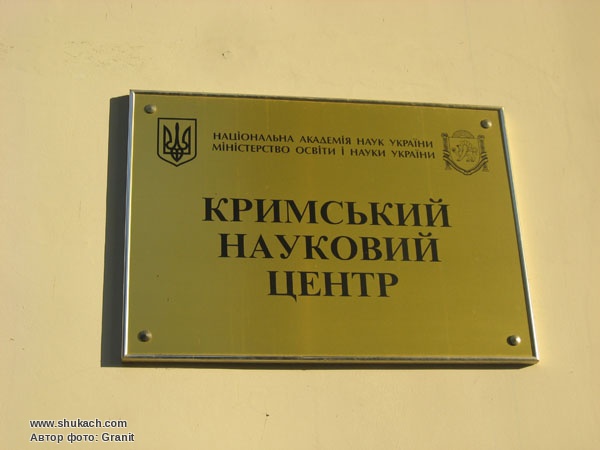 НАЦІОНАЛЬНА АКАДЕМІЯ НАУК УКРАЇНИ
МІНІСТЕРСТВО ОСВІТИ І НАУКИ УКРАЇНИ
КРИМСЬКИЙ
НАУКОВИЙ
ЦЕНТР
www.shukach.com
Автор фото: Granit